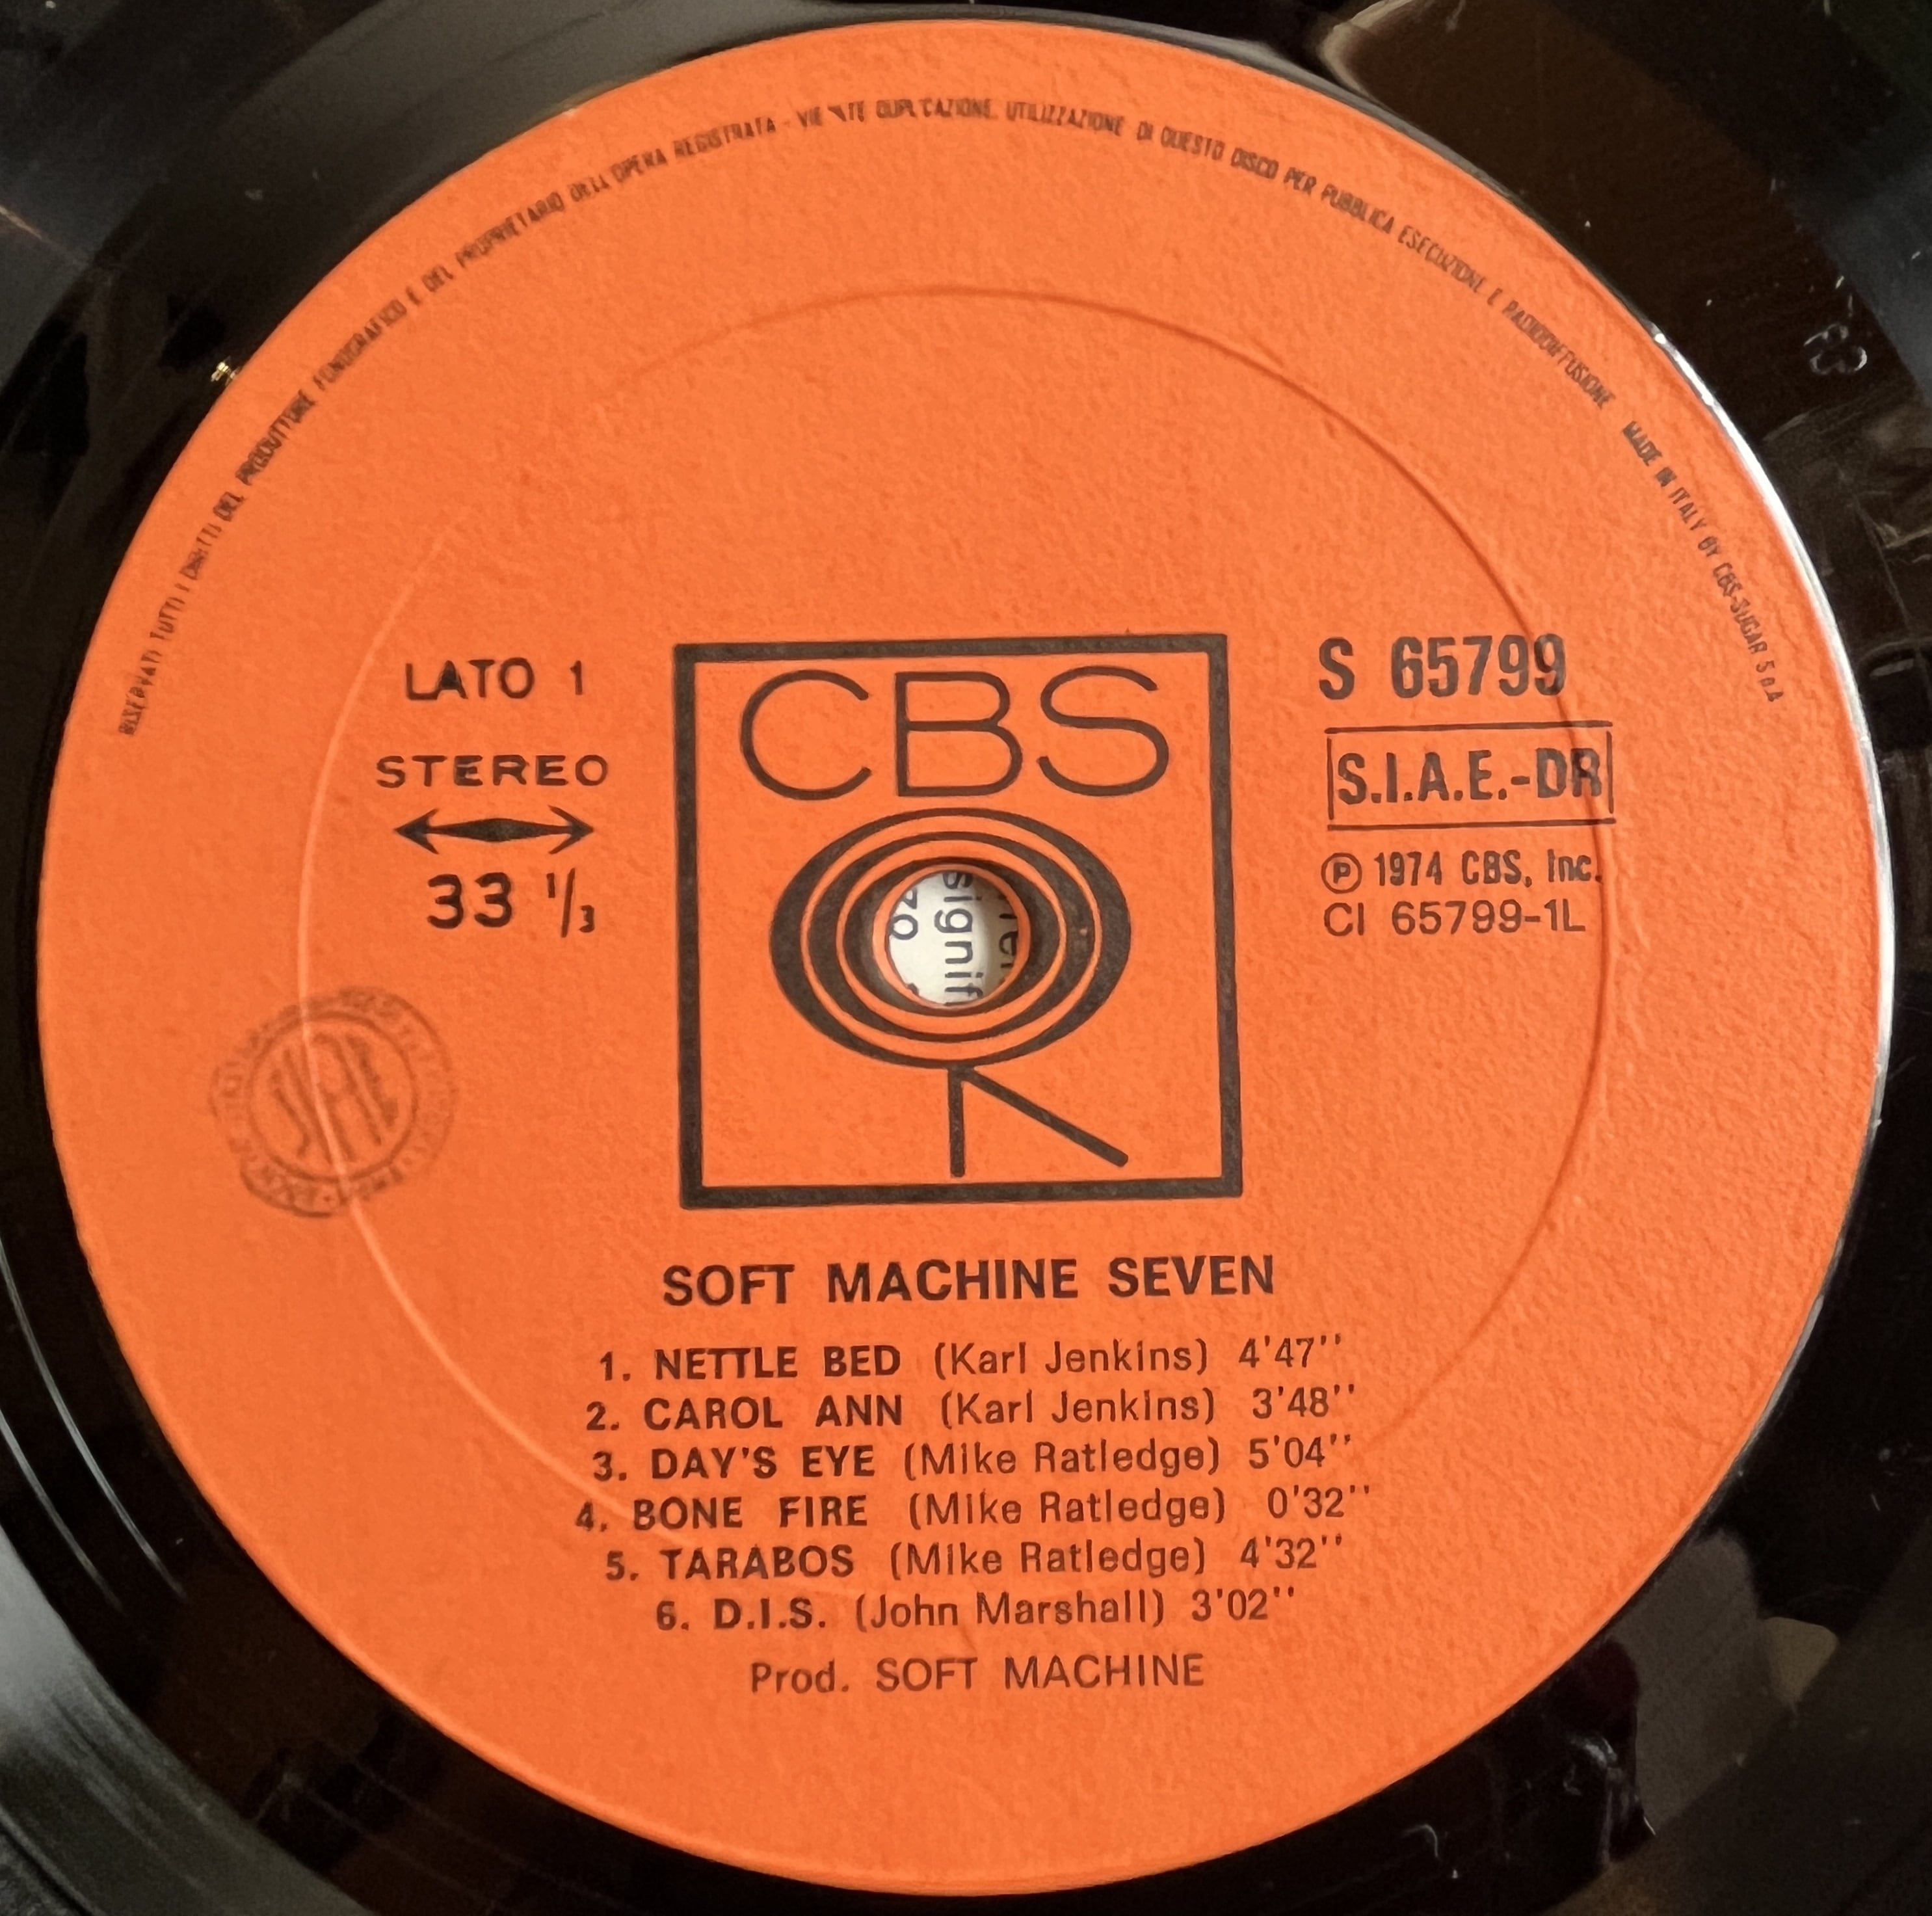 RISERVATI TUTTI I DIRITTI DEL PRODUTTORE FONOGRAFICO E DEL PROPRIETARIO DELL'OPERA REGISTRATA - DUPLICAZIONE, UTILIZZAZIONE DI QUESTO DISCO PER PUBBLICA ESECUZIONE E RADIODIFFUSIONE MADE IN ITALY BY CBS-SUGAR S.p.A
LATO 1
STEREO
33 1/3
CBS
S 65799
S.I.A.E.-DR
℗ 1974 CBS, Inc.
CI 65799-1L
SIAE
signif
SOFT MACHINE SEVEN
1. NETTLE BED (Karl Jenkins) 4'47''
2. CAROL ANN (Karl Jenkins) 3'48''
3. DAY'S EYE (Mike Ratledge) 5'04''
4. BONE FIRE (Mike Ratledge) 0'32''
5. TARABOS (Mike Ratledge) 4'32''
6. D.I.S. (John Marshall) 3'02''
Prod. SOFT MACHINE